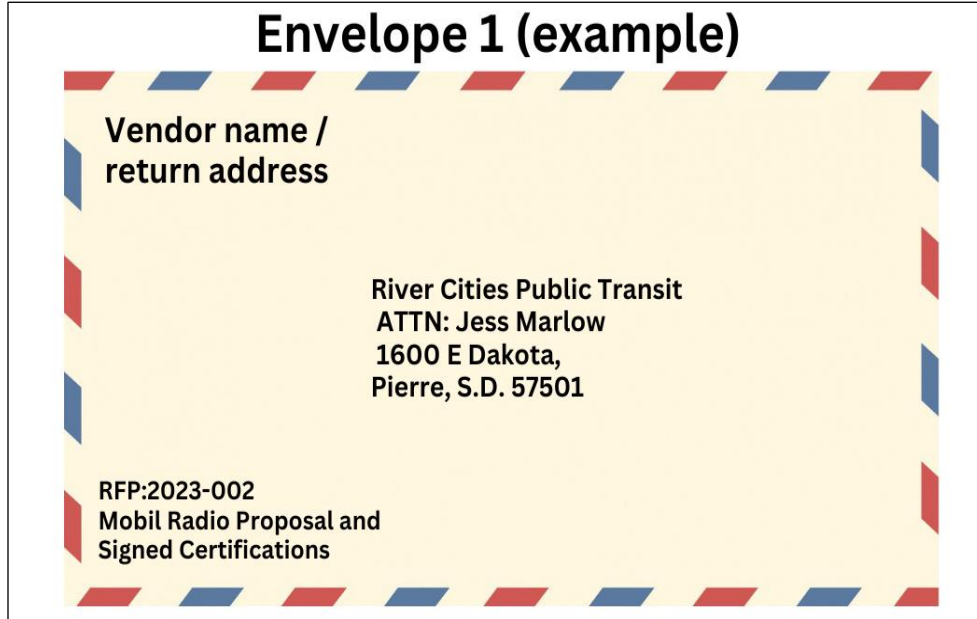 Envelope 1 (example)
Vendor name /
return address
River Cities Public Transit
ATTN: Jess Marlow
1600 E Dakota,
Pierre, S.D. 57501
RFP:2023-002
Mobil Radio Proposal and
Signed Certifications